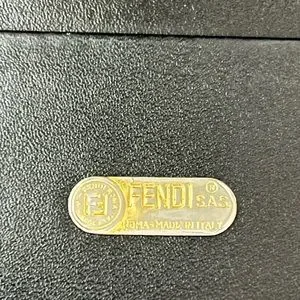 FENDI ® S.A.S.
ROMA - MADE IN ITALY